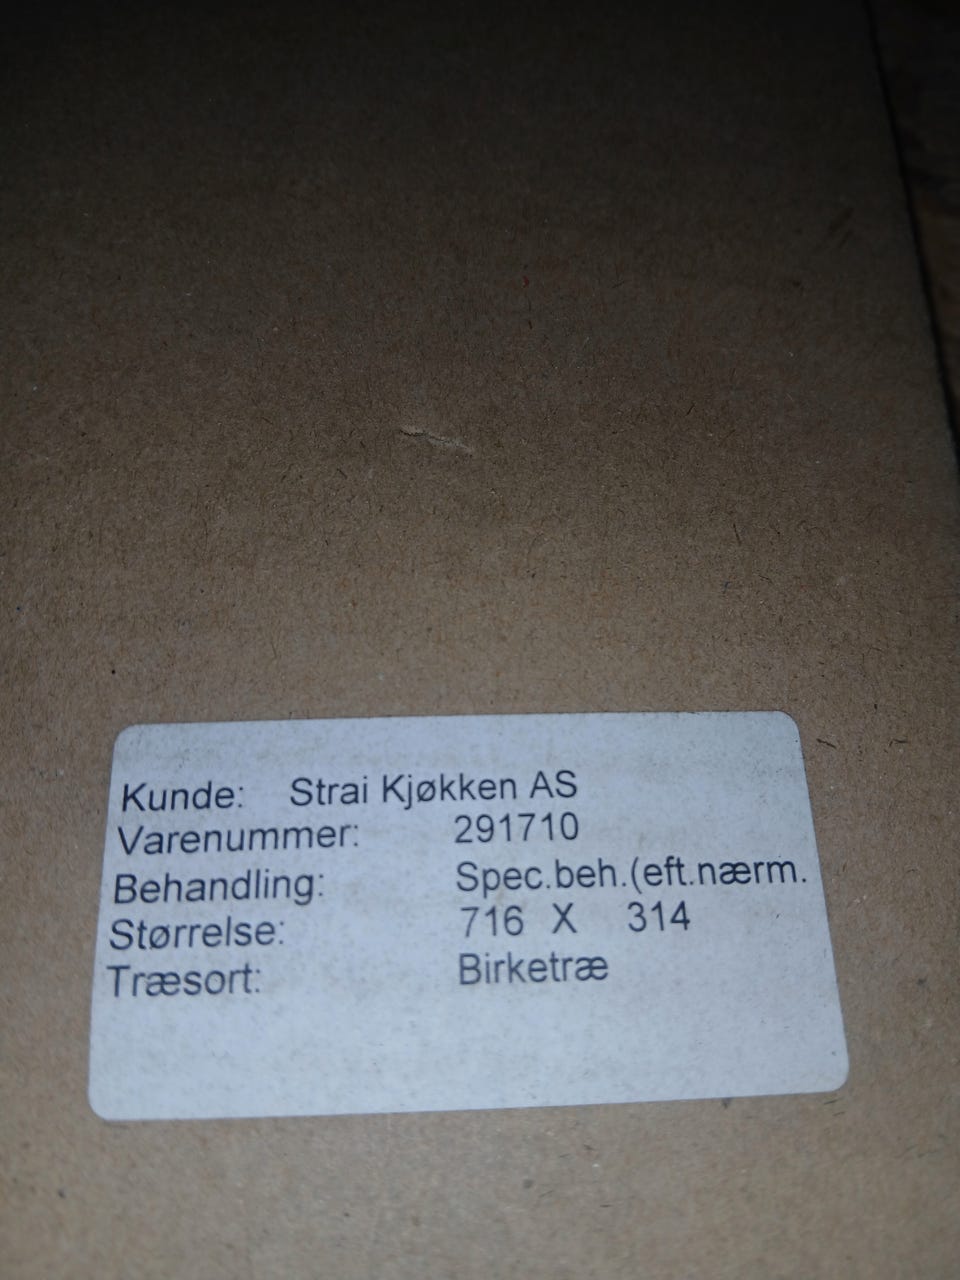 Kunde: Strai Kjøkken AS
Varenummer: 291710
Behandling: Spec.beh.(eft.nærm.
Størrelse: 716 X 314
Træsort: Birketræ